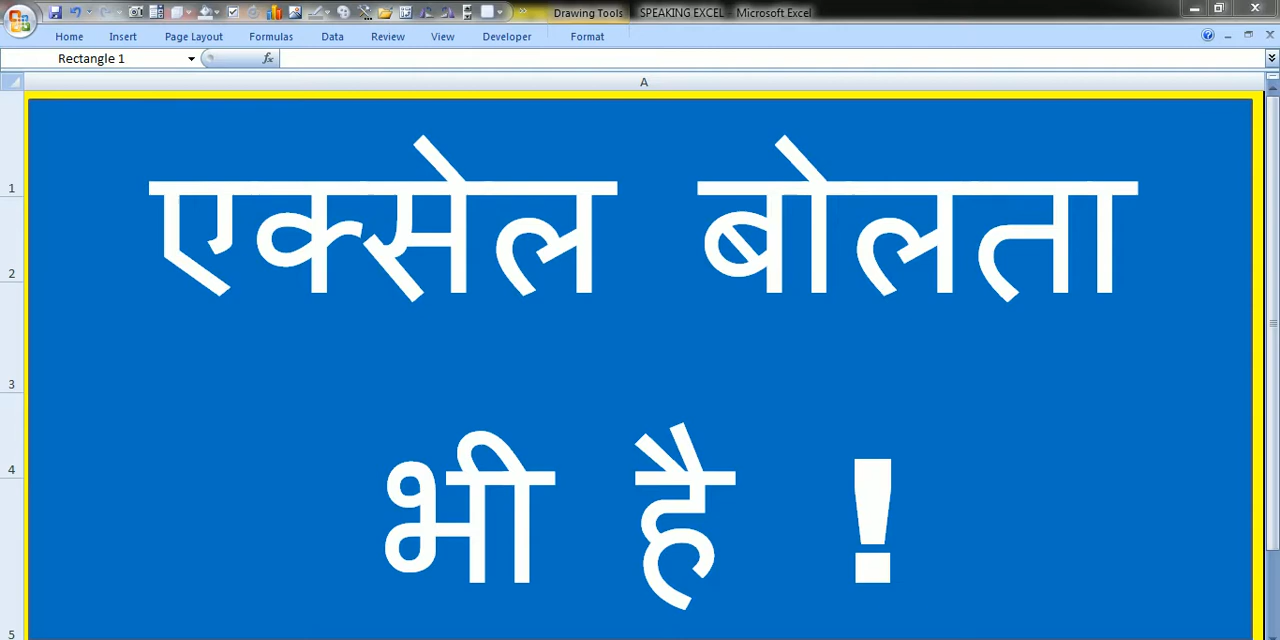 Drawing Tools SPEAKING EXCEL - Microsoft Excel
Home Insert Page Layout Formulas Data Review View Developer Format
Rectangle 1 fx
A
1
एक्सेल बोलता
2
3
4
भी है !
5